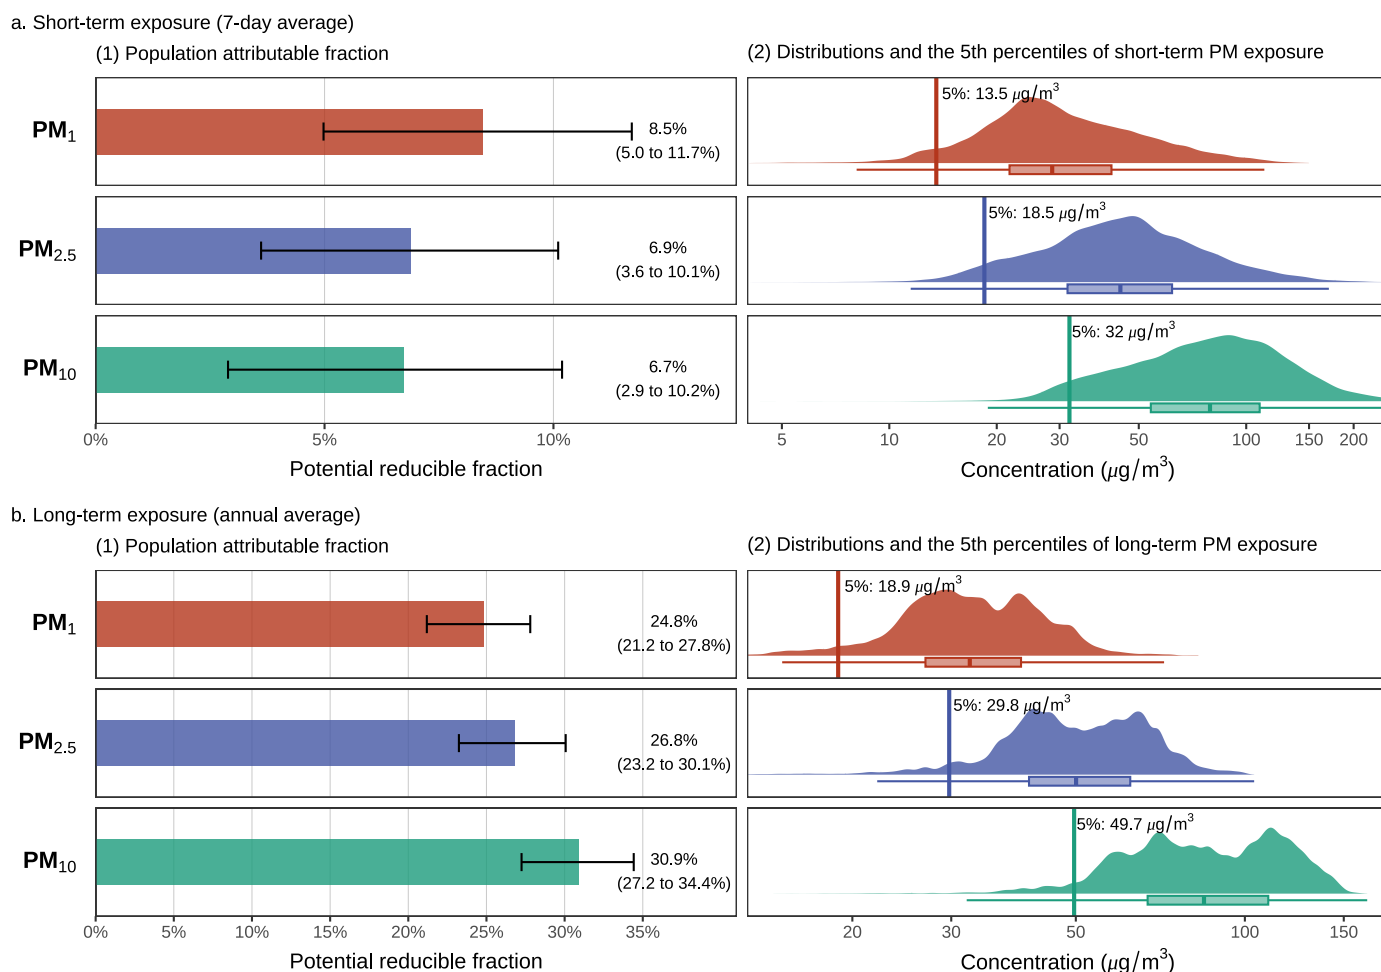 a. Short-term exposure (7-day average)
(1) Population attributable fraction
(2) Distributions and the 5th percentiles of short-term PM exposure
PM1
8.5%
(5.0 to 11.7%)
5%: 13.5 μg/m³
PM2.5
6.9%
(3.6 to 10.1%)
5%: 18.5 μg/m³
PM10
6.7%
(2.9 to 10.2%)
5%: 32 μg/m³
0% 5% 10%
5 10 20 30 50 100 150 200
Potential reducible fraction
Concentration (μg/m³)
b. Long-term exposure (annual average)
(1) Population attributable fraction
(2) Distributions and the 5th percentiles of long-term PM exposure
PM1
24.8%
(21.2 to 27.8%)
5%: 18.9 μg/m³
PM2.5
26.8%
(23.2 to 30.1%)
5%: 29.8 μg/m³
PM10
30.9%
(27.2 to 34.4%)
5%: 49.7 μg/m³
0% 5% 10% 15% 20% 25% 30% 35%
20 30 50 100 150
Potential reducible fraction
Concentration (μg/m³)